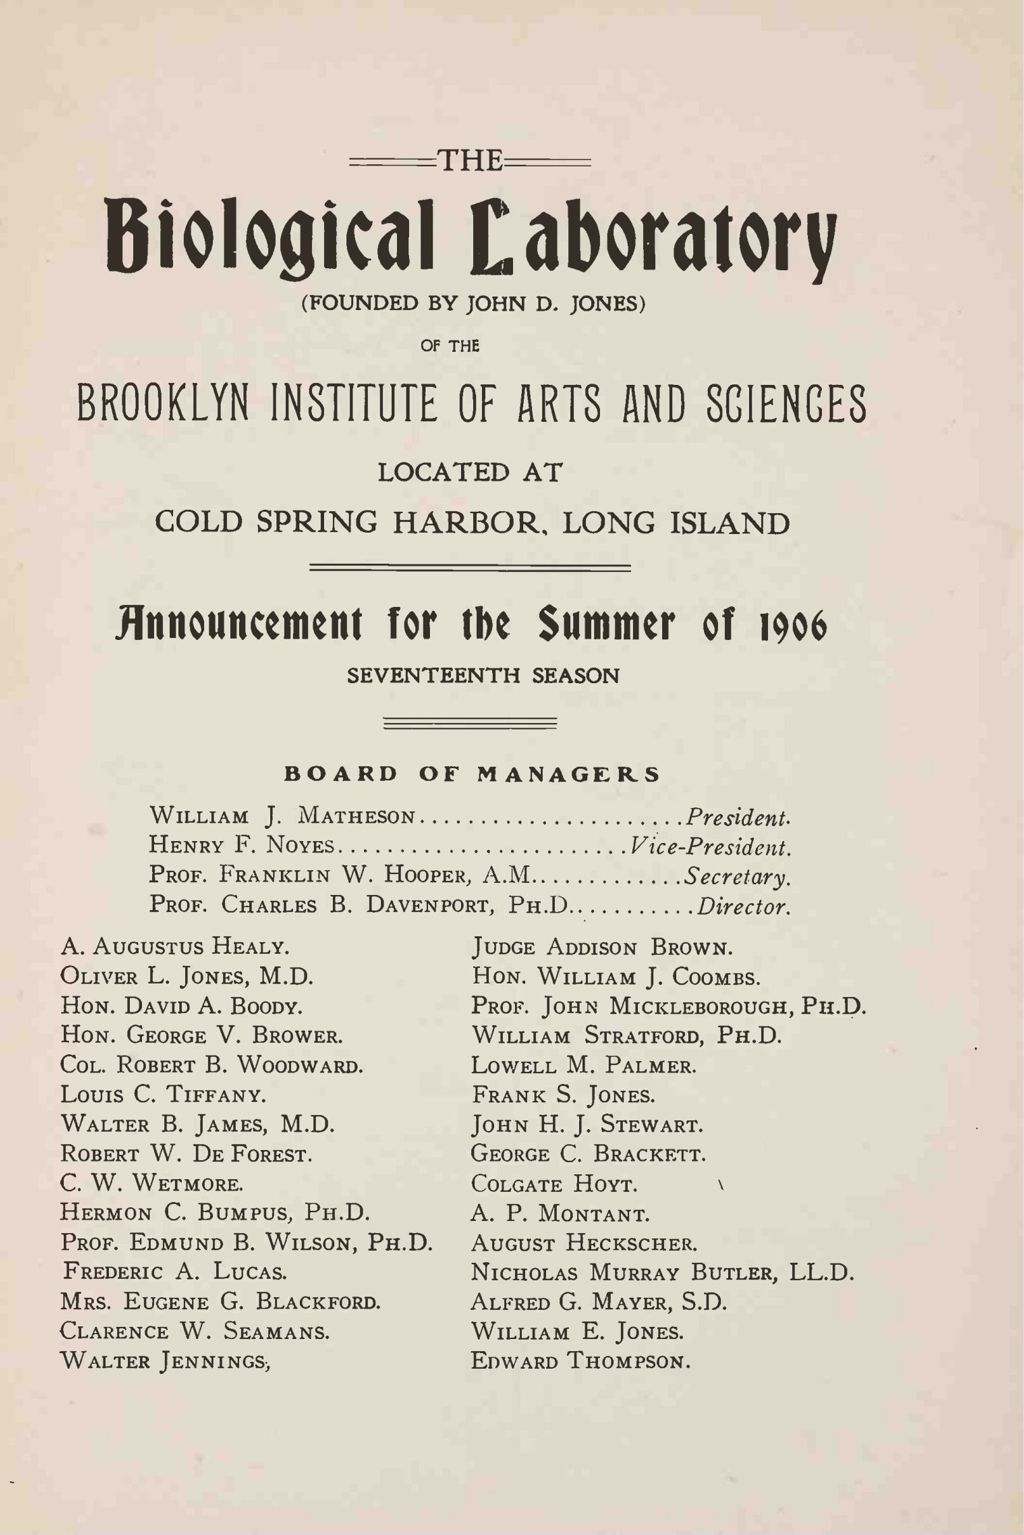 THE
Biological Laboratory
(FOUNDED BY JOHN D. JONES)
OF THE
BROOKLYN INSTITUTE OF ARTS AND SCIENCES
LOCATED AT
COLD SPRING HARBOR, LONG ISLAND
Announcement for the Summer of 1906
SEVENTEENTH SEASON
BOARD OF MANAGERS
WILLIAM J. MATHESON......................President.
HENRY F. NOYES........................Vice-President.
PROF. FRANKLIN W. HOOPER, A.M.............Secretary.
PROF. CHARLES B. DAVENPORT, PH.D...........Director.
A. AUGUSTUS HEALY.
OLIVER L. JONES, M.D.
HON. DAVID A. BOODY.
HON. GEORGE V. BROWER.
COL. ROBERT B. WOODWARD.
LOUIS C. TIFFANY.
WALTER B. JAMES, M.D.
ROBERT W. DE FOREST.
C. W. WETMORE.
HERMON C. BUMPUS, PH.D.
PROF. EDMUND B. WILSON, PH.D.
FREDERIC A. LUCAS.
MRS. EUGENE G. BLACKFORD.
CLARENCE W. SEAMANS.
WALTER JENNINGS,
JUDGE ADDISON BROWN.
HON. WILLIAM J. COOMBS.
PROF. JOHN MICKLEBOROUGH, PH.D.
WILLIAM STRATFORD, PH.D.
LOWELL M. PALMER.
FRANK S. JONES.
JOHN H. J. STEWART.
GEORGE C. BRACKETT.
COLGATE HOYT.
A. P. MONTANT.
AUGUST HECKSCHER.
NICHOLAS MURRAY BUTLER, LL.D.
ALFRED G. MAYER, S.D.
WILLIAM E. JONES.
EDWARD THOMPSON.